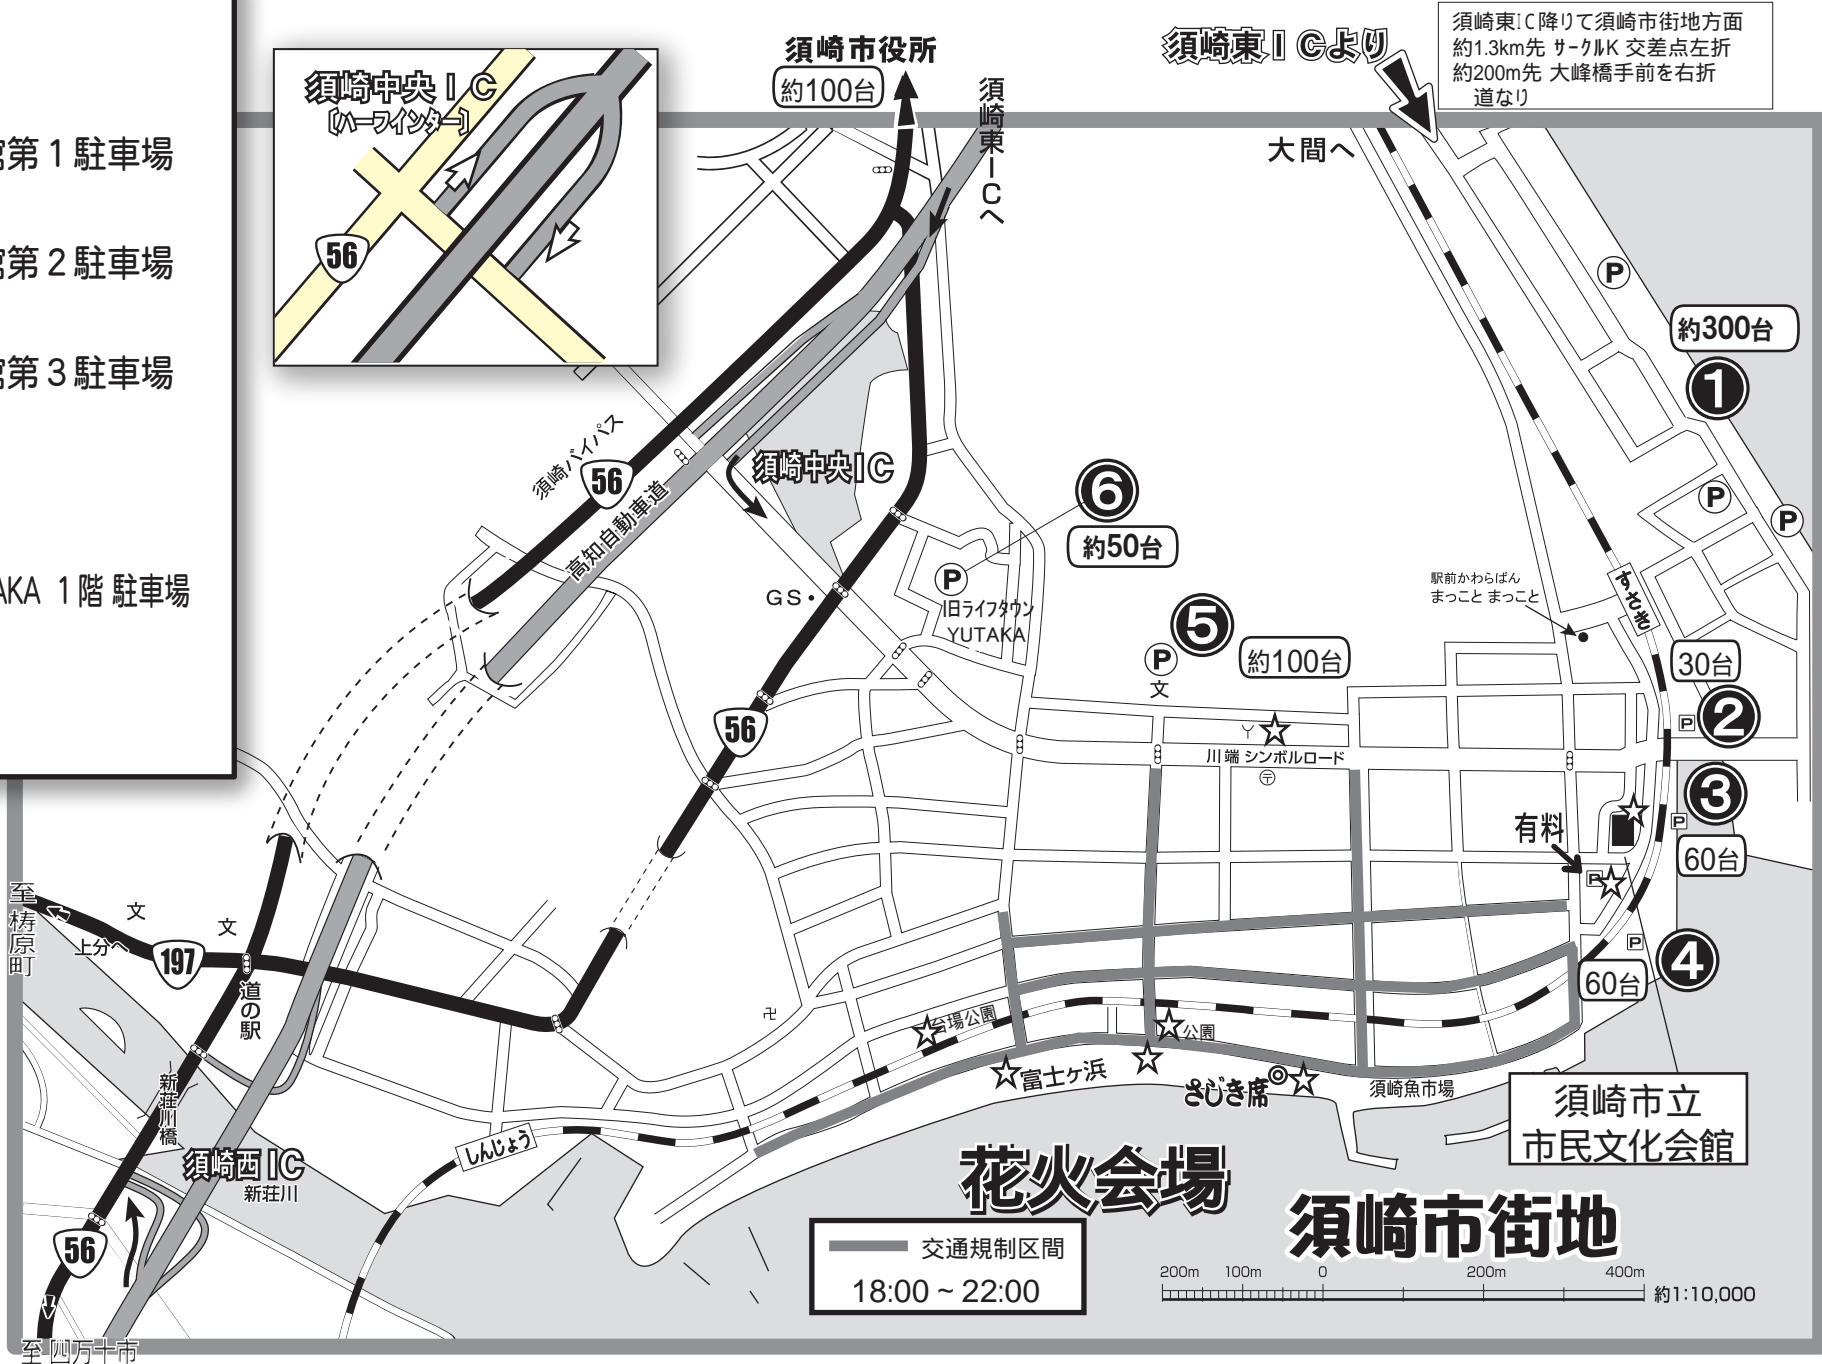 第1駐車場
第2駐車場
第3駐車場
AKA 1階 駐車場
須崎中央IC
〔ハーフインター〕
56
須崎市役所
約100台
須崎東ICへ
須崎東ICより
須崎東IC降りて須崎市街地方面
約1.3km先 サークルK 交差点左折
約200m先 大峰橋手前を右折
道なり
大間へ
P
約300台
1
須崎バイパス
56
高知自動車道
須崎中央IC
6
約50台
P
P
P
旧ライフタウン
YUTAKA
GS
駅前かわらばん
まっこと まっこと
すさき
5
P
約100台
文
30台
P
2
56
川端 シンボルロード
〒
3
P
60台
有料
P
至 梼原町
文
上分へ
文
197
道の駅
P
4
60台
卍
台場公園
公園
富士ヶ浜
さじき席
須崎魚市場
須崎市立
市民文化会館
~新荘川橋
しんじょう
須崎西IC
新荘川
56
花火会場
須崎市街地
交通規制区間
18:00 ~ 22:00
200m 100m 0 200m 400m
約1:10,000
至 四万十市